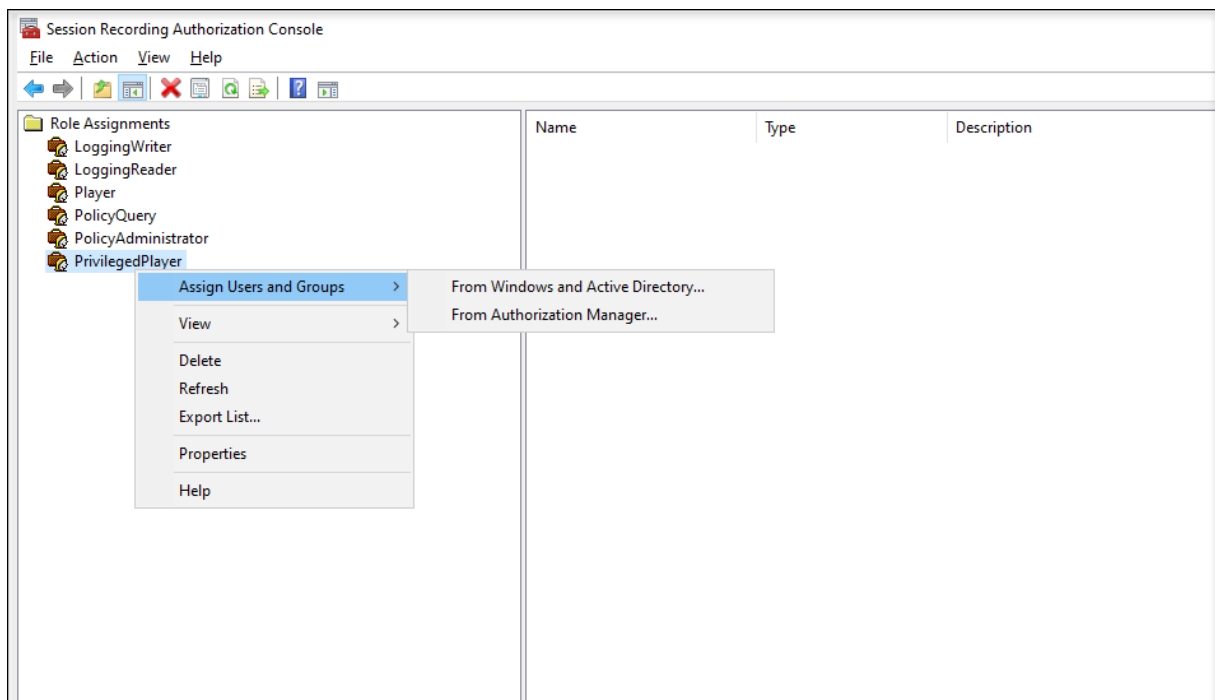 Session Recording Authorization Console
File Action View Help
Role Assignments
LoggingWriter
LoggingReader
Player
PolicyQuery
PolicyAdministrator
PrivilegedPlayer
Assign Users and Groups
View
Delete
Refresh
Export List...
Properties
Help
From Windows and Active Directory...
From Authorization Manager...
Name Type Description